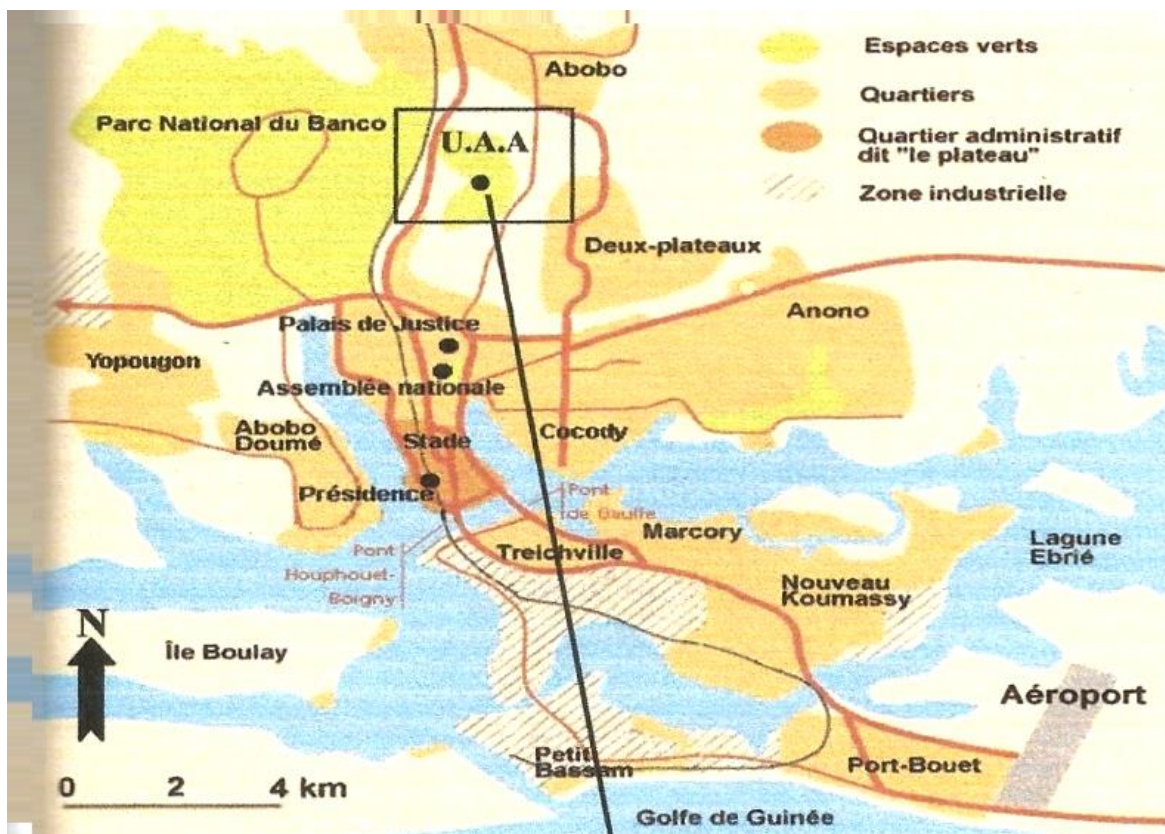 Espaces verts
Quartiers
Quartier administratif
dit "le plateau"
Zone industrielle
Abobo
Parc National du Banco
U.A.A
Deux-plateaux
Anono
Palais de Justice
Yopougon
Assemblée nationale
Abobo
Doumé
Stade
Cocody
Présidence
Pont
de Gaulle
Marcory
Treichville
Pont
Houphouet-
Boigny
Lagune
Ebrié
Nouveau
Koumassy
N
Île Boulay
Aéroport
Petit
Bassam
Port-Bouet
0 2 4 km
Golfe de Guinée